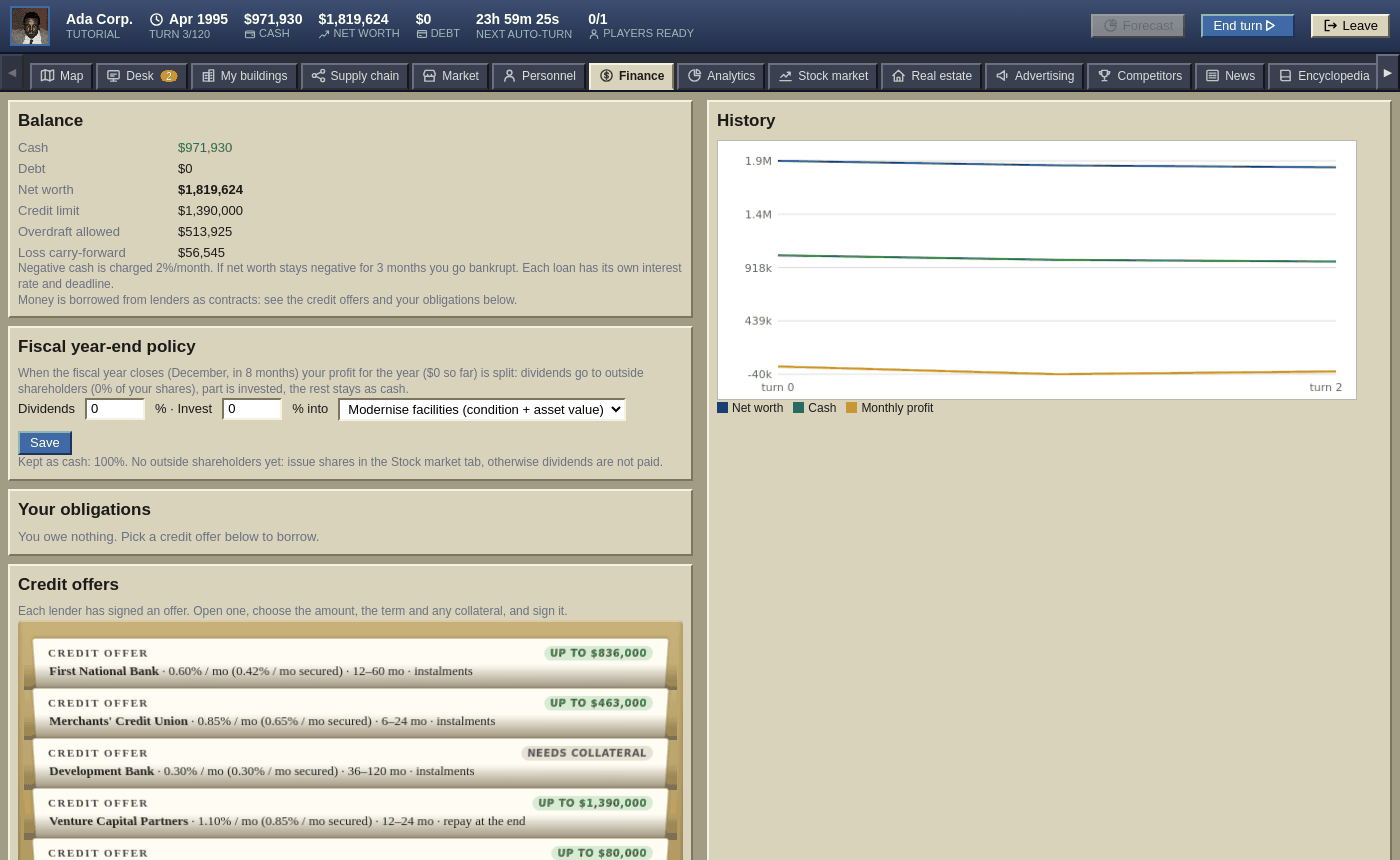 Ada Corp.
TUTORIAL
Apr 1995
TURN 3/120
$971,930
CASH
$1,819,624
NET WORTH
$0
DEBT
23h 59m 25s
NEXT AUTO-TURN
0/1
PLAYERS READY
Forecast
End turn
Leave
Map
Desk 2
My buildings
Supply chain
Market
Personnel
Finance
Analytics
Stock market
Real estate
Advertising
Competitors
News
Encyclopedia
Balance
Cash $971,930
Debt $0
Net worth $1,819,624
Credit limit $1,390,000
Overdraft allowed $513,925
Loss carry-forward $56,545
Negative cash is charged 2%/month. If net worth stays negative for 3 months you go bankrupt. Each loan has its own interest
rate and deadline.
Money is borrowed from lenders as contracts: see the credit offers and your obligations below.
Fiscal year-end policy
When the fiscal year closes (December, in 8 months) your profit for the year ($0 so far) is split: dividends go to outside
shareholders (0% of your shares), part is invested, the rest stays as cash.
Dividends 0 % · Invest 0 % into Modernise facilities (condition + asset value)
Save
Kept as cash: 100%. No outside shareholders yet: issue shares in the Stock market tab, otherwise dividends are not paid.
Your obligations
You owe nothing. Pick a credit offer below to borrow.
Credit offers
Each lender has signed an offer. Open one, choose the amount, the term and any collateral, and sign it.
CREDIT OFFER UP TO $836,000
First National Bank · 0.60% / mo (0.42% / mo secured) · 12–60 mo · instalments
CREDIT OFFER UP TO $463,000
Merchants' Credit Union · 0.85% / mo (0.65% / mo secured) · 6–24 mo · instalments
CREDIT OFFER NEEDS COLLATERAL
Development Bank · 0.30% / mo (0.30% / mo secured) · 36–120 mo · instalments
CREDIT OFFER UP TO $1,390,000
Venture Capital Partners · 1.10% / mo (0.85% / mo secured) · 12–24 mo · repay at the end
CREDIT OFFER UP TO $80,000
History
1.9M
1.4M
918k
439k
-40k
turn 0 turn 2
Net worth Cash Monthly profit